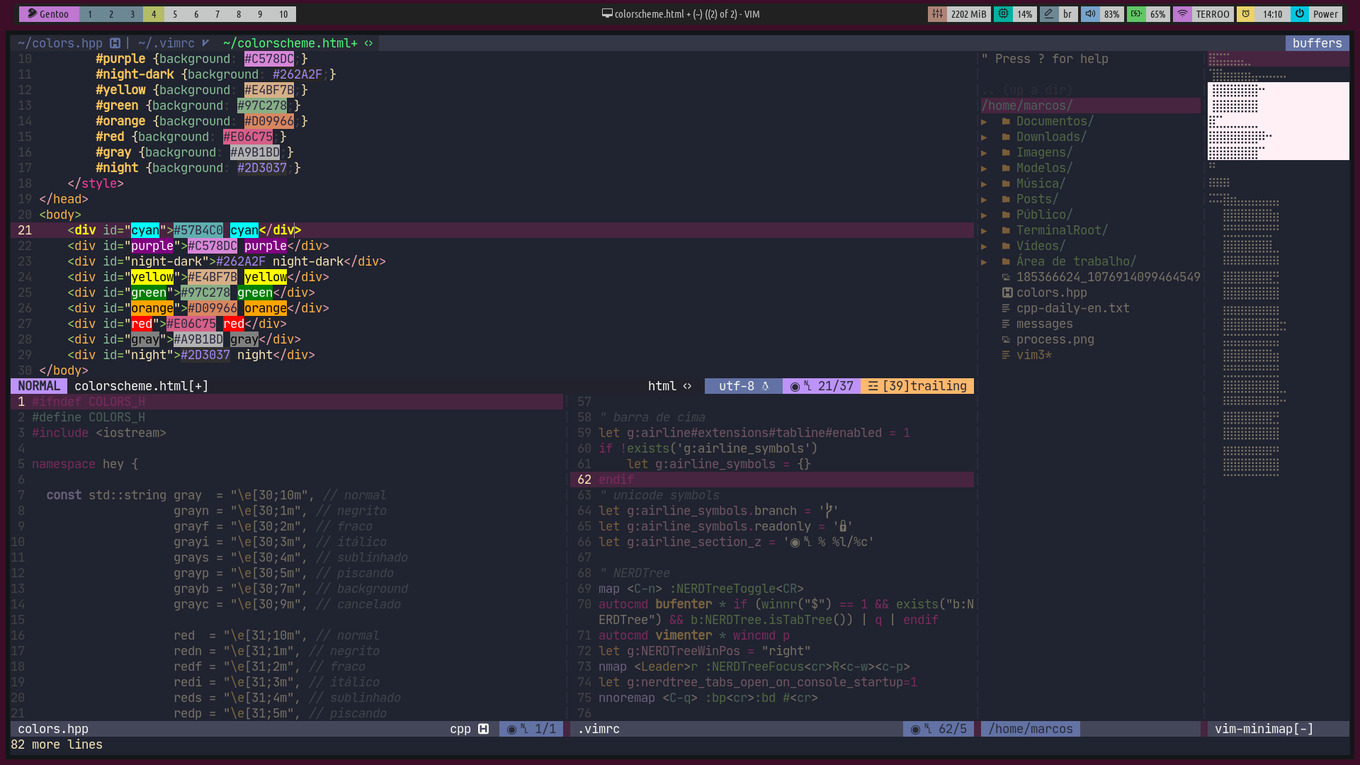 Gentoo 1 2 3 4 5 6 7 8 9 10
colorscheme.html + (~) ((2) of 2) - VIM
2202 MiB 14% br 83% 65% TERROO 14:10 Power
~/colors.hpp | ~/.vimrc ~/colorscheme.html+ <> buffers
10 #purple {background: #C578DC;}
11 #night-dark {background: #262A2F;}
12 #yellow {background: #E4BF7B;}
13 #green {background: #97C278;}
14 #orange {background: #D09966;}
15 #red {background: #E06C75;}
16 #gray {background: #A9B1BD;}
17 #night {background: #2D3037;}
18 </style>
19 </head>
20 <body>
21 <div id="cyan">#57B4C0 cyan</div>
22 <div id="purple">#C578DC purple</div>
23 <div id="night-dark">#262A2F night-dark</div>
24 <div id="yellow">#E4BF7B yellow</div>
25 <div id="green">#97C278 green</div>
26 <div id="orange">#D09966 orange</div>
27 <div id="red">#E06C75 red</div>
28 <div id="gray">#A9B1BD gray</div>
29 <div id="night">#2D3037 night</div>
30 </body>
NORMAL colorscheme.html[+] html <> utf-8 ␤ 21/37 ☲ [39]trailing
1 #ifndef COLORS_H
2 #define COLORS_H
3 #include <iostream>
4
5 namespace hey {
6
7 const std::string gray = "\e[30;10m", // normal
8 grayn = "\e[30;1m", // negrito
9 grayf = "\e[30;2m", // fraco
10 grayi = "\e[30;3m", // itálico
11 grays = "\e[30;4m", // sublinhado
12 grayp = "\e[30;5m", // piscando
13 grayb = "\e[30;7m", // background
14 grayc = "\e[30;9m", // cancelado
15
16 red = "\e[31;10m", // normal
17 redn = "\e[31;1m", // negrito
18 redf = "\e[31;2m", // fraco
19 redi = "\e[31;3m", // itálico
20 reds = "\e[31;4m", // sublinhado
21 redp = "\e[31;5m", // piscando
colors.hpp cpp ␤ 1/1
57
58 " barra de cima
59 let g:airline#extensions#tabline#enabled = 1
60 if !exists('g:airline_symbols')
61 let g:airline_symbols = {}
62 endif
63 " unicode symbols
64 let g:airline_symbols.branch = ''
65 let g:airline_symbols.readonly = ''
66 let g:airline_section_z = '◉␤ % %l/%c'
67
68 " NERDTree
69 map <C-n> :NERDTreeToggle<CR>
70 autocmd bufenter * if (winnr("$") == 1 && exists("b:N
ERDTree") && b:NERDTree.isTabTree()) | q | endif
71 autocmd vimenter * wincmd p
72 let g:NERDTreeWinPos = "right"
73 nmap <Leader>r :NERDTreeFocus<cr>R<c-w><c-p>
74 let g:nerdtree_tabs_open_on_console_startup=1
75 nnoremap <C-q> :bp<cr>:bd #<cr>
76
.vimrc ␤ 62/5
" Press ? for help
.. (up a dir)
/home/marcos/
▸ Documentos/
▸ Downloads/
▸ Imagens/
▸ Modelos/
▸ Música/
▸ Posts/
▸ Público/
▸ TerminalRoot/
▸ Vídeos/
▸ Área de trabalho/
185366624_1076914099464549
colors.hpp
cpp-daily-en.txt
messages
process.png
vim3*
/home/marcos
vim-minimap[-]
82 more lines